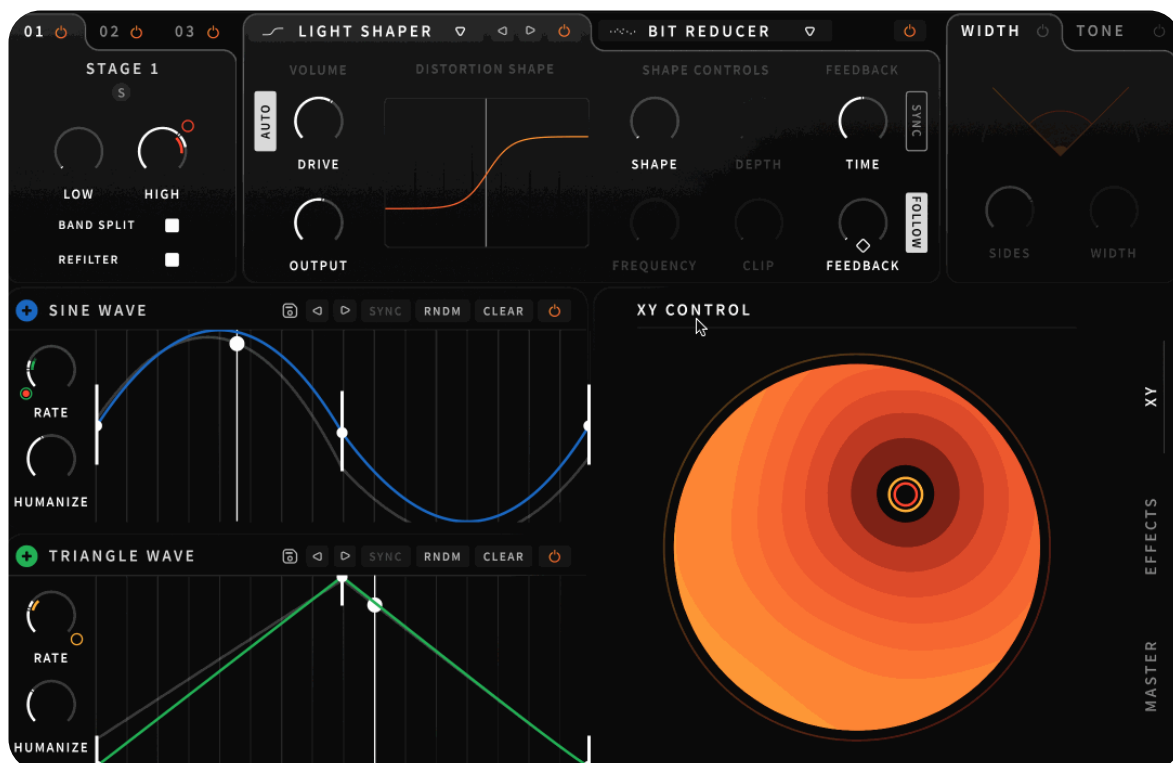 01 02 03
STAGE 1
S
LOW HIGH
BAND SPLIT
REFILTER
LIGHT SHAPER
BIT REDUCER
VOLUME
DISTORTION SHAPE
SHAPE CONTROLS
FEEDBACK
AUTO
DRIVE
SHAPE
DEPTH
TIME
SYNC
OUTPUT
FREQUENCY
CLIP
FEEDBACK
FOLLOW
WIDTH TONE
SIDES WIDTH
SINE WAVE
SYNC RNDM CLEAR
RATE
HUMANIZE
TRIANGLE WAVE
SYNC RNDM CLEAR
RATE
HUMANIZE
XY CONTROL
XY
EFFECTS
MASTER